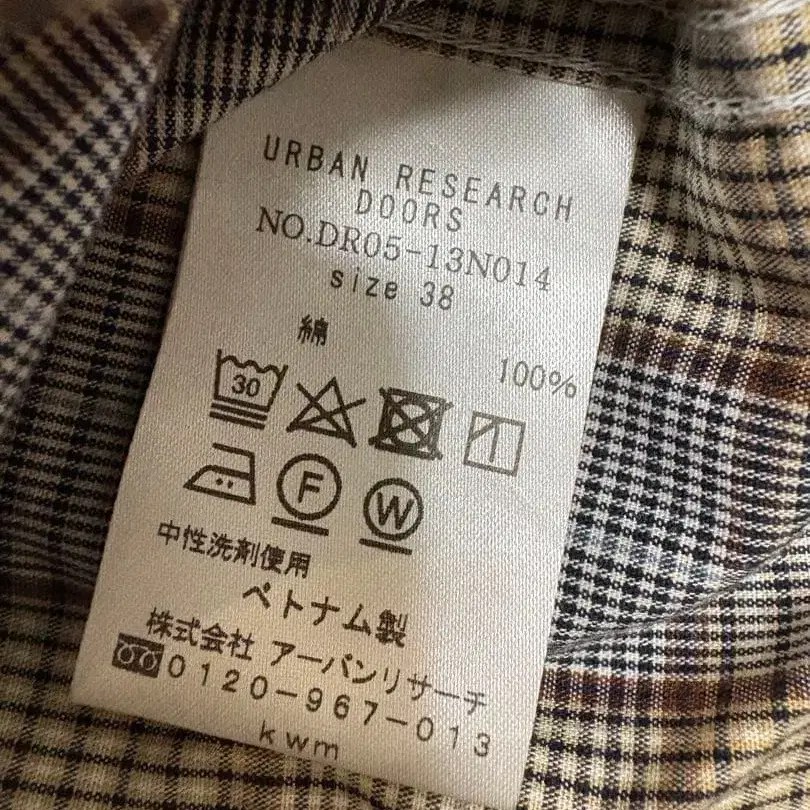 URBAN RESEARCH
DOORS
NO.DR05-13N014
size 38
綿
100%
30
F W
中性洗剤使用
ベトナム製
株式会社 アーバンリサーチ
0120-967-013
kwm